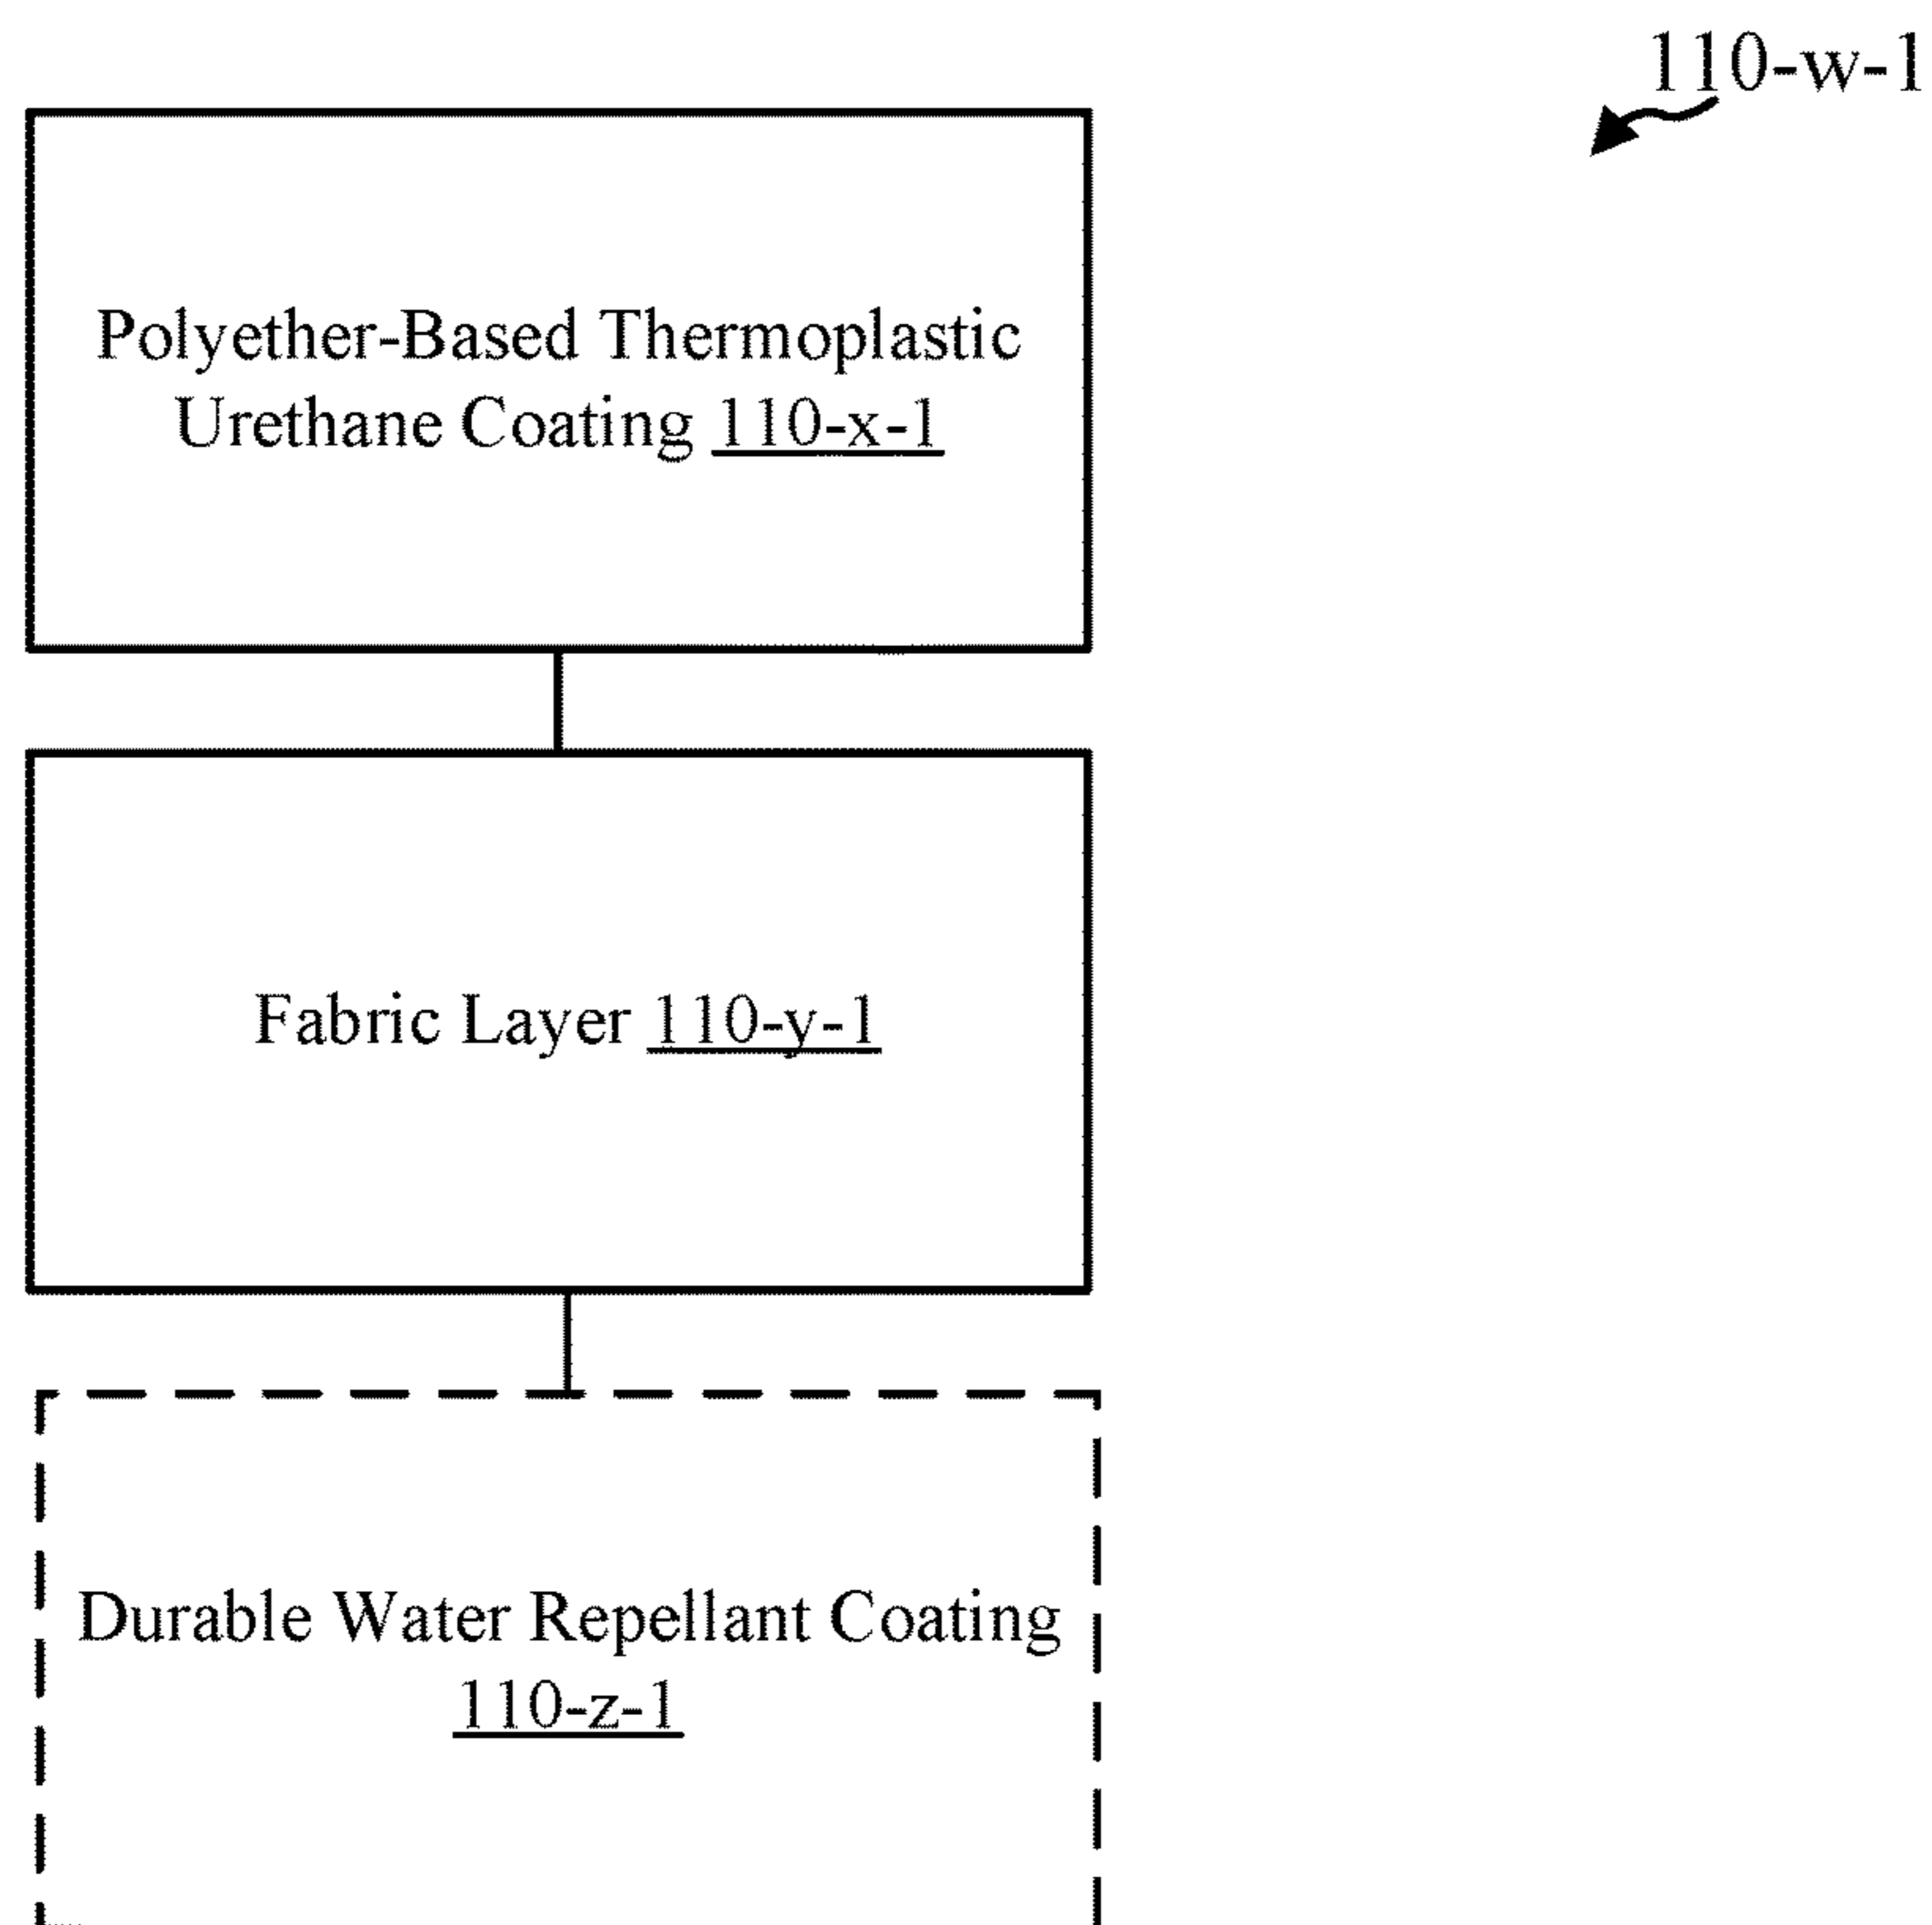 110-w-1
Polyether-Based Thermoplastic
Urethane Coating 110-x-1
Fabric Layer 110-y-1
Durable Water Repellant Coating
110-z-1